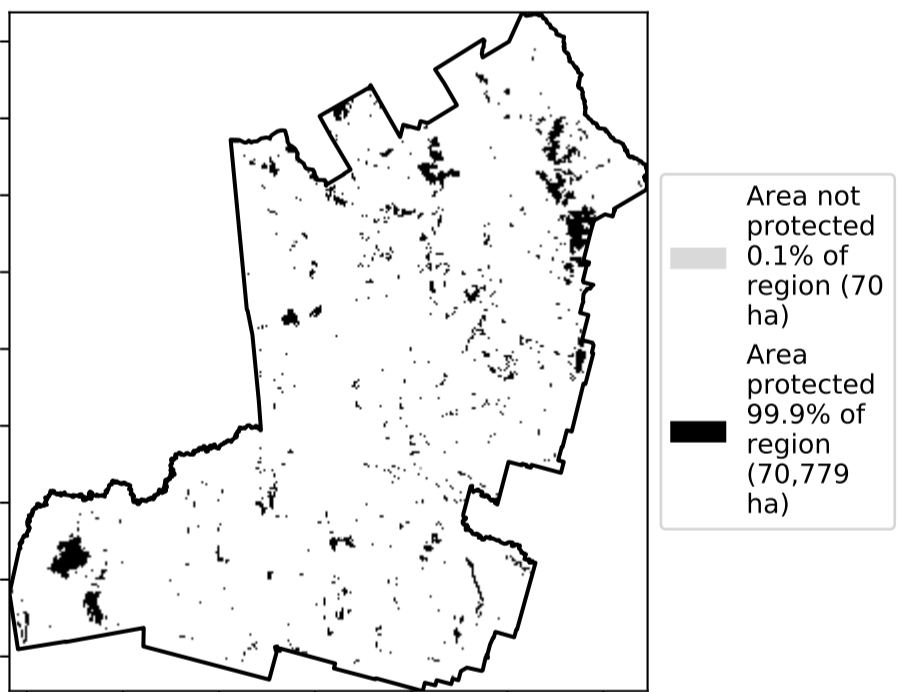 Area not
protected
0.1% of
region (70
ha)
Area
protected
99.9% of
region
(70,779
ha)